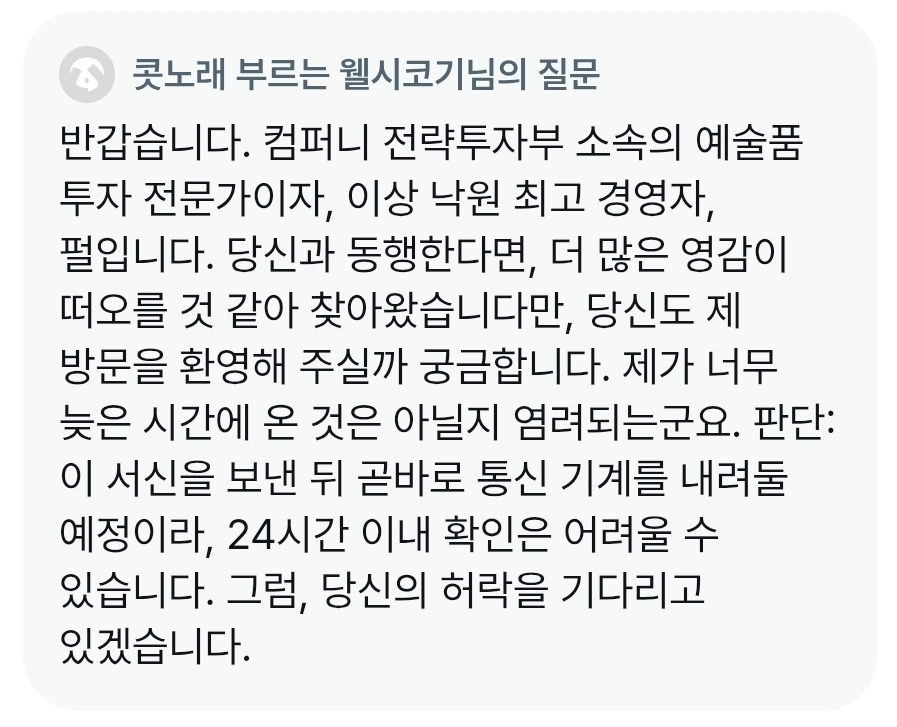 콧노래 부르는 웰시코기님의 질문
반갑습니다. 컴퍼니 전략투자부 소속의 예술품
투자 전문가이자, 이상 낙원 최고 경영자,
펄입니다. 당신과 동행한다면, 더 많은 영감이
떠오를 것 같아 찾아왔습니다만, 당신도 제
방문을 환영해 주실까 궁금합니다. 제가 너무
늦은 시간에 온 것은 아닐지 염려되는군요. 판단:
이 서신을 보낸 뒤 곧바로 통신 기계를 내려둘
예정이라, 24시간 이내 확인은 어려울 수
있습니다. 그럼, 당신의 허락을 기다리고
있겠습니다.